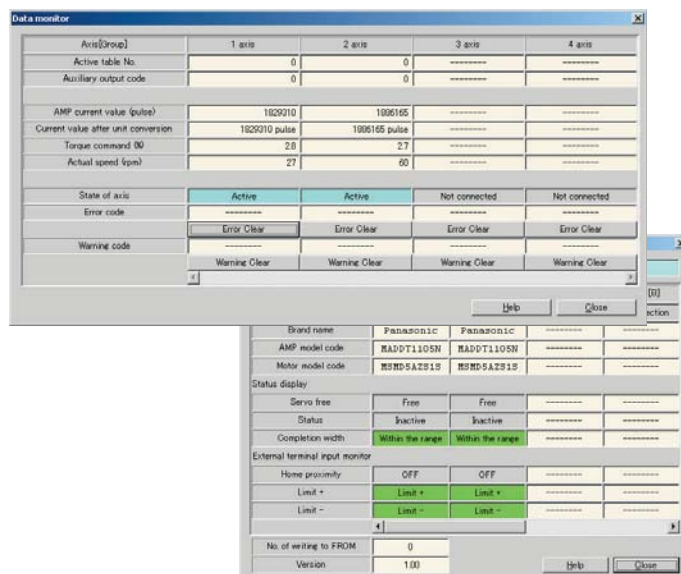 Data monitor
Axis[Group] 1 axis 2 axis 3 axis 4 axis
Active table No. 0 0 -------- --------
Auxiliary output code 0 0 -------- --------
AMP current value (pulse) 1829310 1886165 -------- --------
Current value after unit conversion 1829310 pulse 1886165 pulse -------- --------
Torque command (%) 2.8 2.7 -------- --------
Actual speed (rpm) 27 60 -------- --------
State of axis Active Active Not connected Not connected
Error code -------- -------- -------- --------
Error Clear Error Clear Error Clear Error Clear
Warning code -------- -------- -------- --------
Warning Clear Warning Clear Warning Clear Warning Clear
Help Close
ection
Brand name Panasonic Panasonic -------- --------
AMP model code MADDT1105N MADDT1105N -------- --------
Motor model code MSMD5AZS1S MSMD5AZS1S -------- --------
Status display
Servo free Free Free -------- --------
Status Inactive Inactive -------- --------
Completion width Within the range Within the range -------- --------
External terminal input monitor
Home proximity OFF OFF -------- --------
Limit + Limit + Limit + -------- --------
Limit - Limit - Limit - -------- --------
No. of writing to FROM 0
Version 1.00
Help Close